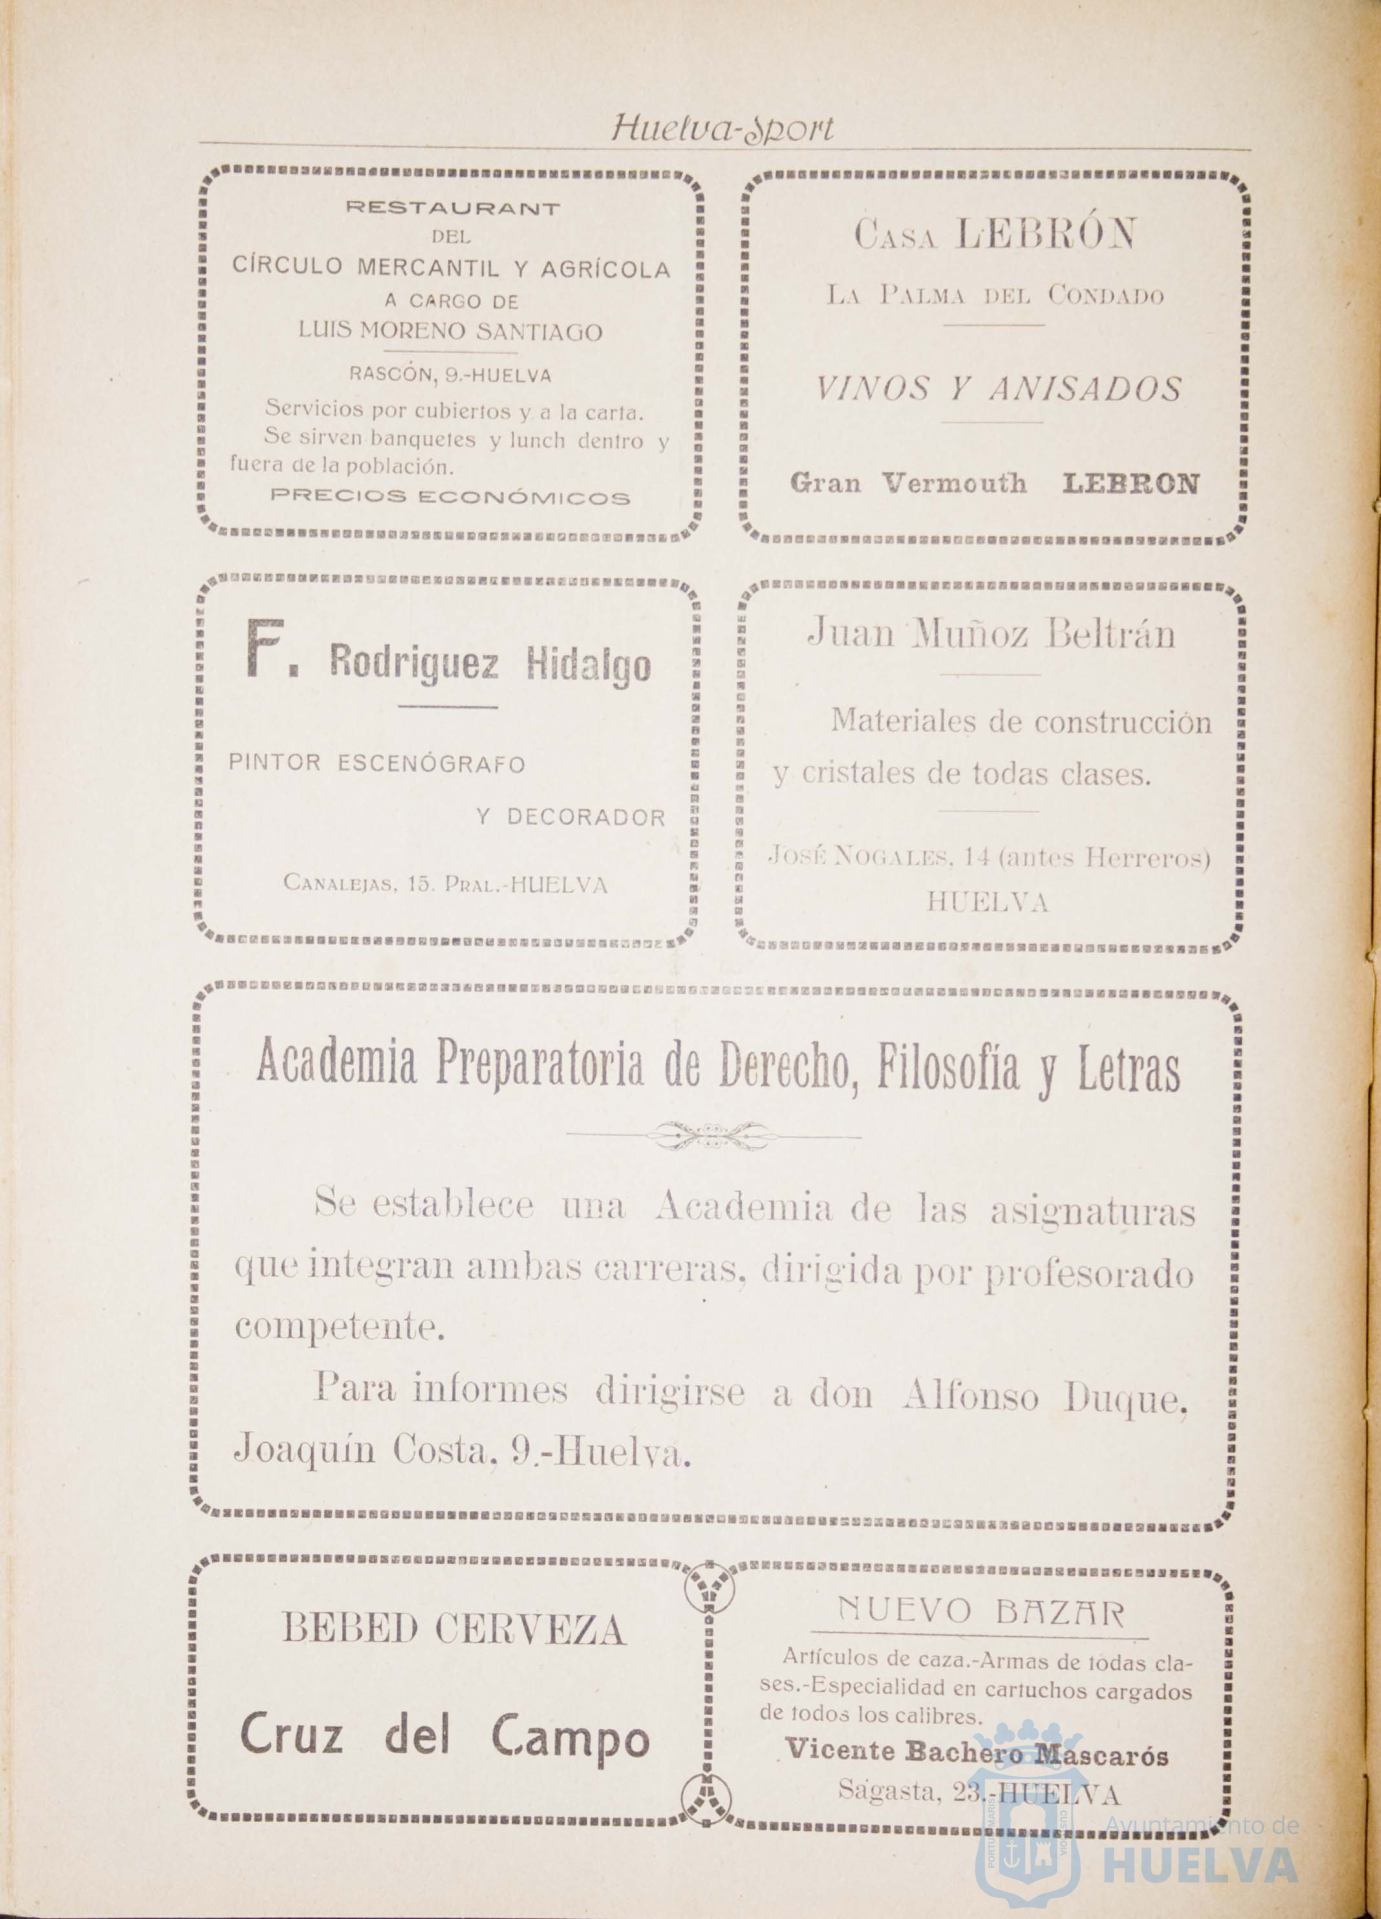 Huelva-Sport
RESTAURANT
DEL
CÍRCULO MERCANTIL Y AGRÍCOLA
A CARGO DE
LUIS MORENO SANTIAGO
RASCÓN, 9.-HUELVA
Servicios por cubiertos y a la carta.
Se sirven banquetes y lunch dentro y
fuera de la población.
PRECIOS ECONÓMICOS
CASA LEBRÓN
LA PALMA DEL CONDADO
VINOS Y ANISADOS
Gran Vermouth LEBRON
F. Rodriguez Hidalgo
PINTOR ESCENÓGRAFO
Y DECORADOR
CANALEJAS, 15. PRAL.-HUELVA
Juan Muñoz Beltrán
Materiales de construcción
y cristales de todas clases.
JOSÉ NOGALES, 14 (antes Herreros)
HUELVA
Academia Preparatoria de Derecho, Filosofía y Letras
Se establece una Academia de las asignaturas
que integran ambas carreras, dirigida por profesorado
competente.
Para informes dirigirse a don Alfonso Duque,
Joaquín Costa, 9.-Huelva.
BEBED CERVEZA
Cruz del Campo
NUEVO BAZAR
Artículos de caza.-Armas de todas cla-
ses.-Especialidad en cartuchos cargados
de todos los calibres.
Vicente Bachero Mascarós
Sagasta, 23.-HUELVA
PORTUS MARIS
CUSTODIA
Ayuntamiento de
HUELVA